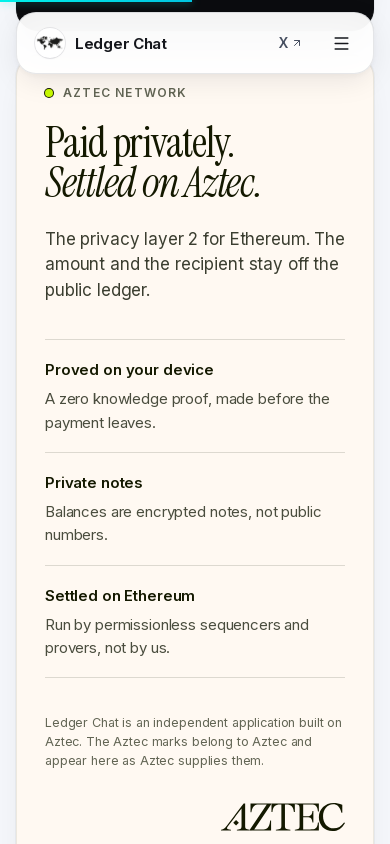 Ledger Chat
X
AZTEC NETWORK
Paid privately.
Settled on Aztec.
The privacy layer 2 for Ethereum. The
amount and the recipient stay off the
public ledger.
Proved on your device
A zero knowledge proof, made before the
payment leaves.
Private notes
Balances are encrypted notes, not public
numbers.
Settled on Ethereum
Run by permissionless sequencers and
provers, not by us.
Ledger Chat is an independent application built on
Aztec. The Aztec marks belong to Aztec and
appear here as Aztec supplies them.
AZTEC